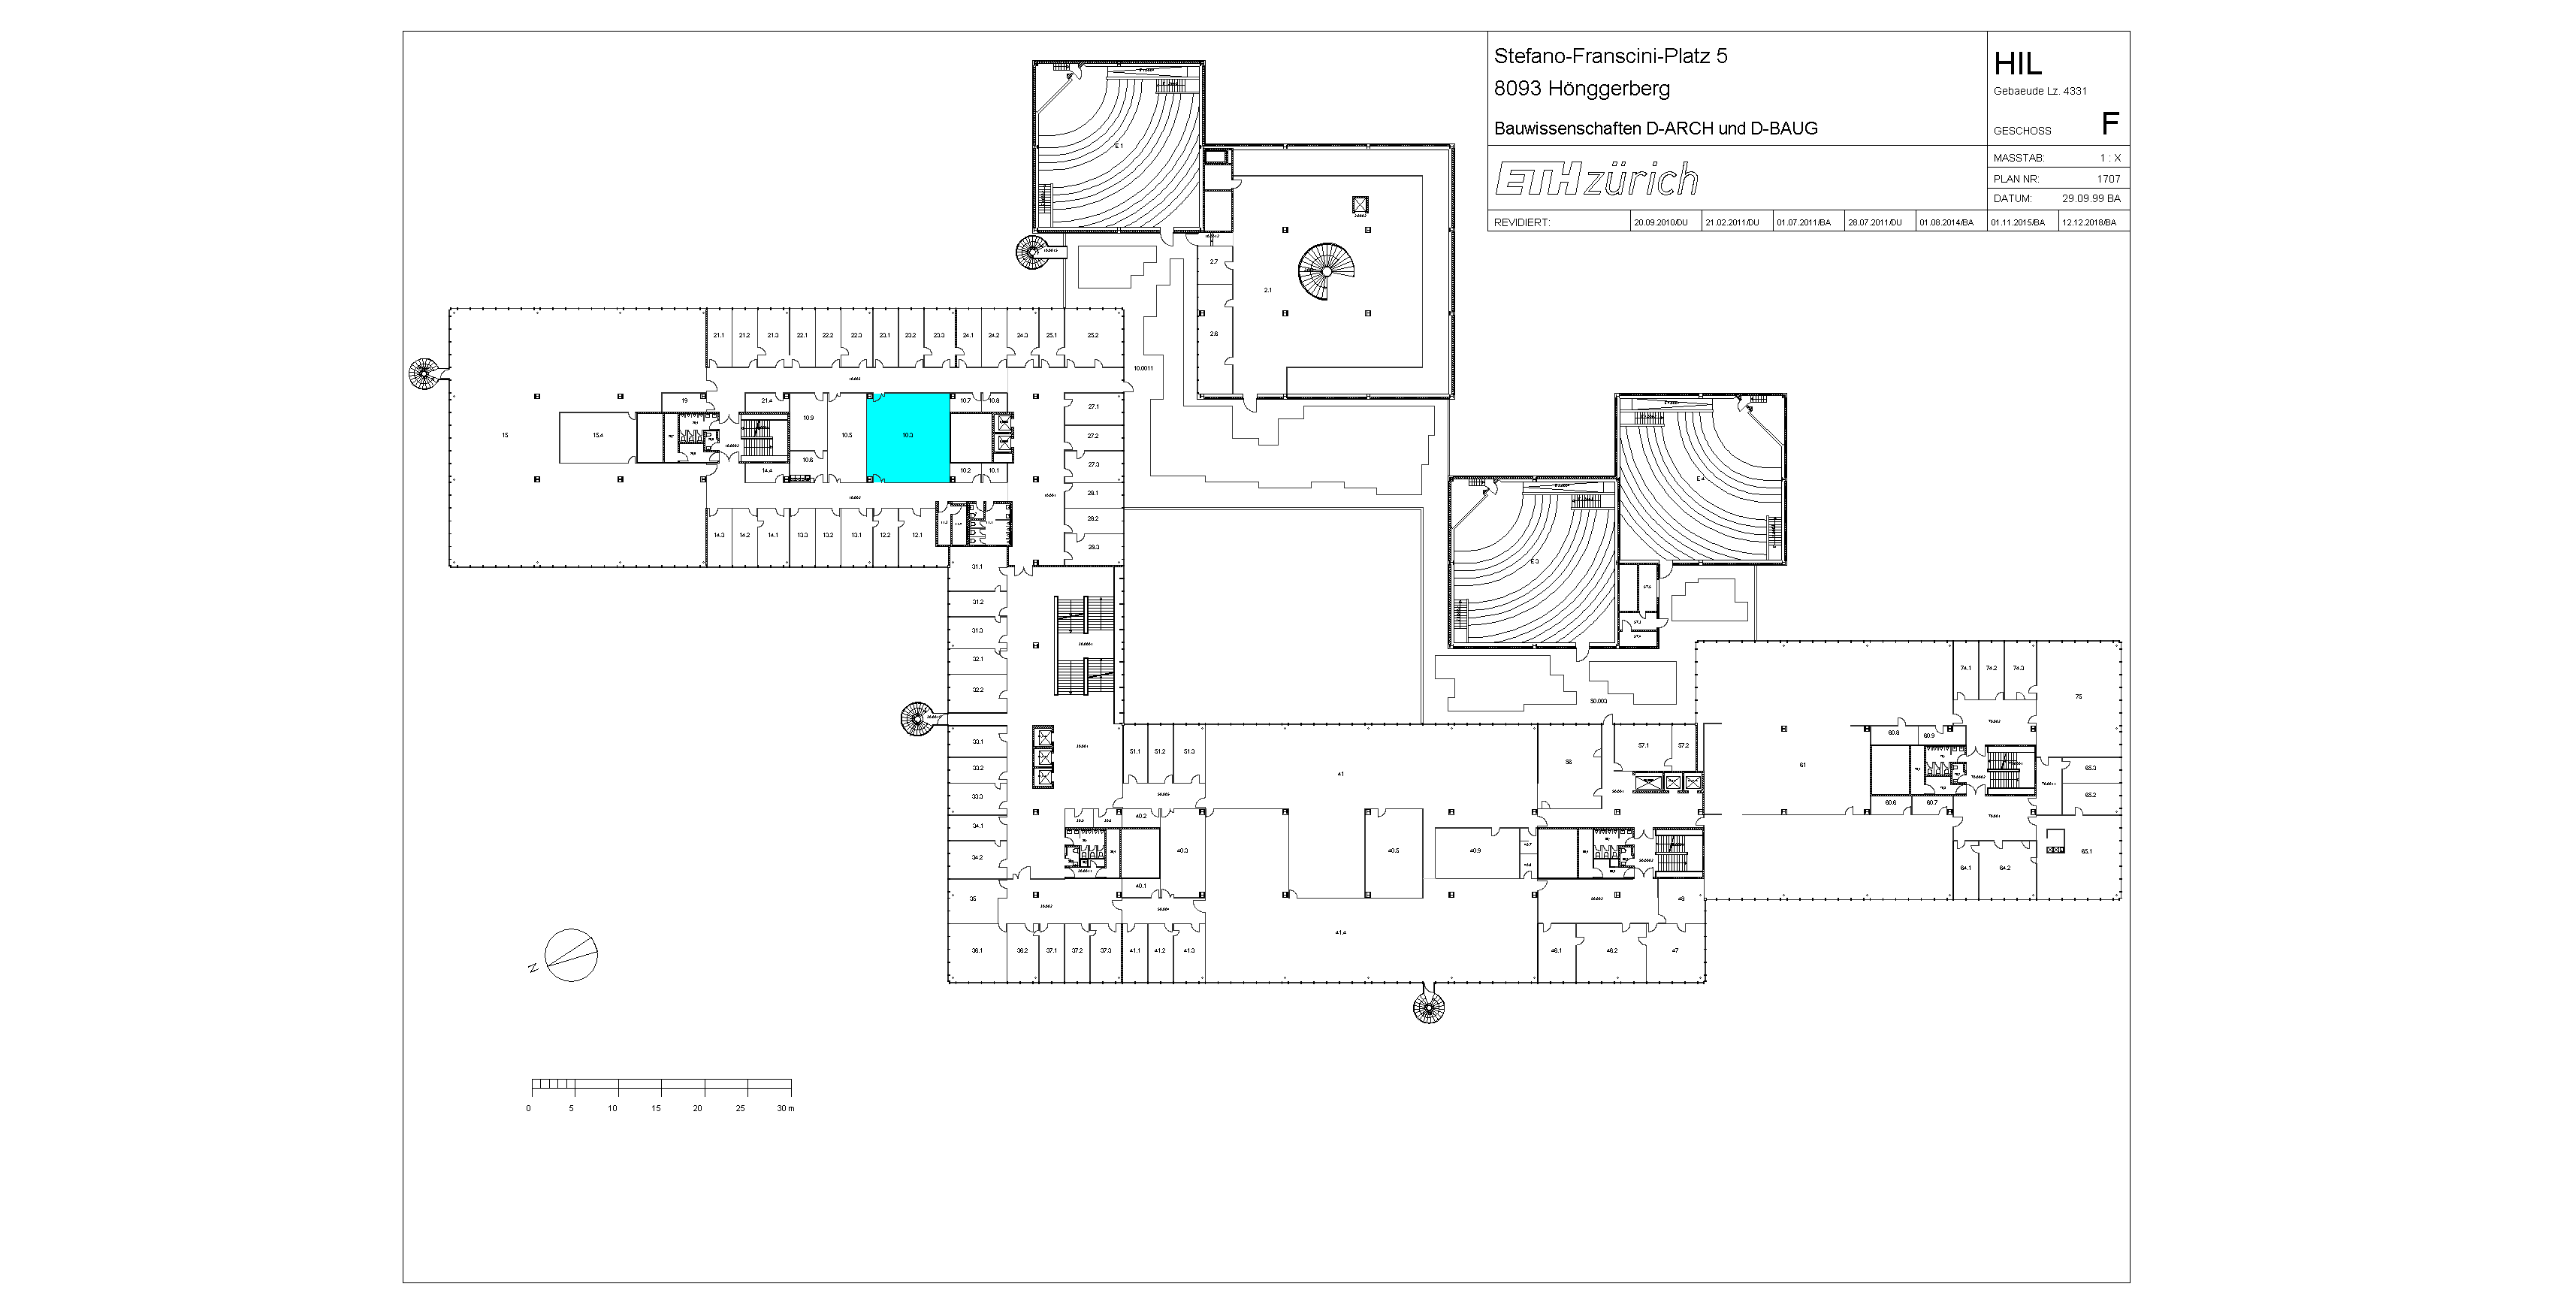 Stefano-Franscini-Platz 5
8093 Hönggerberg
Bauwissenschaften D-ARCH und D-BAUG
HIL
Gebaeude Lz. 4331
GESCHOSS F
ETH zürich
MASSTAB: 1 : X
PLAN NR: 1707
DATUM: 29.09.99 BA
REVIDIERT: 20.09.2010/DU 21.02.2011/DU 01.07.2011/BA 28.07.2011/DU 01.08.2014/BA 01.11.2015/BA 12.12.2018/BA
E1
2.7
2.1
2.6
21.1 21.2 21.3 22.1 22.2 22.3 23.1 23.2 23.3 24.1 24.2 24.3 25.1 25.2
10.0011
19 21.4 10.7 10.8
27.1
10.9
15 15.4 10.5 10.3 27.2
10.6
14.4 10.2 10.1 27.3
28.1
28.2
14.3 14.2 14.1 13.3 13.2 13.1 12.2 12.1
28.3
E4
E3
31.1
31.2
31.3
32.1
32.2
33.1
33.2
33.3
34.1
34.2
35
36.1 36.2 37.1 37.2 37.3 41.1 41.2 41.3
51.1 51.2 51.3
41
40.2
40.3
40.1
40.5
40.9
41.4
50.003
56
57.1 57.2
48
46.1 46.2 47
74.1 74.2 74.3
75
60.8 60.9
61
65.3
65.2
60.6 60.7
65.1
64.1 64.2
N
0 5 10 15 20 25 30 m